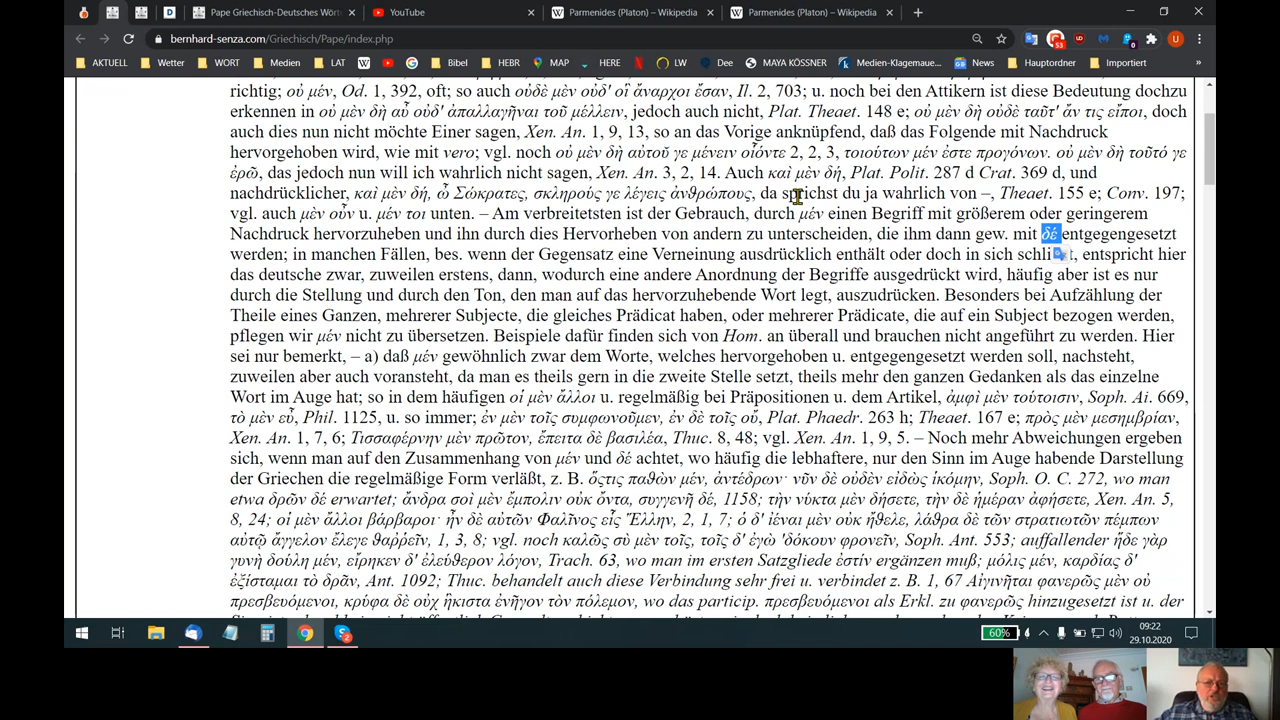 Pape Griechisch-Deutsches Wört
YouTube
Parmenides (Platon) – Wikipedia
Parmenides (Platon) – Wikipedia
bernhard-senza.com/Griechisch/Pape/index.php
AKTUELL Wetter WORT Medien LAT Bibel HEBR MAP HERE LW Dee MAYA KÖSSNER Medien-Klagemaue... News Hauptordner Importiert
richtig; οὐ μέν, Od. 1, 392, oft; so auch οὐδὲ μὲν οὐδ' οἳ ἄναρχοι ἔσαν, Il. 2, 703; u. noch bei den Attikern ist diese Bedeutung dochzu
erkennen in οὐ μὲν δὴ αὖ οὐδ' ἀπαλλαγῆναι τοῦ μέλλειν, jedoch auch nicht, Plat. Theaet. 148 e; οὐ μὲν δὴ οὐδὲ ταῦτ' ἄν τις εἴποι, doch
auch dies nun nicht möchte Einer sagen, Xen. An. 1, 9, 13, so an das Vorige anknüpfend, daß das Folgende mit Nachdruck
hervorgehoben wird, wie mit vero; vgl. noch οὐ μὲν δὴ αὐτοῦ γε μένειν οἷόντε 2, 2, 3, τοιούτων μέν ἐστε προγόνων. οὐ μὲν δὴ τοῦτό γε
ἐρῶ, das jedoch nun will ich wahrlich nicht sagen, Xen. An. 3, 2, 14. Auch καὶ μὲν δή, Plat. Polit. 287 d Crat. 369 d, und
nachdrücklicher, καὶ μὲν δή, ὦ Σώκρατες, σκληρούς γε λέγεις ἀνθρώπους, da sprichst du ja wahrlich von –, Theaet. 155 e; Conv. 197;
vgl. auch μὲν οὖν u. μέν τοι unten. – Am verbreitetsten ist der Gebrauch, durch μέν einen Begriff mit größerem oder geringerem
Nachdruck hervorzuheben und ihn durch dies Hervorheben von andern zu unterscheiden, die ihm dann gew. mit δέ entgegengesetzt
werden; in manchen Fällen, bes. wenn der Gegensatz eine Verneinung ausdrücklich enthält oder doch in sich schli t, entspricht hier
das deutsche zwar, zuweilen erstens, dann, wodurch eine andere Anordnung der Begriffe ausgedrückt wird, häufig aber ist es nur
durch die Stellung und durch den Ton, den man auf das hervorzuhebende Wort legt, auszudrücken. Besonders bei Aufzählung der
Theile eines Ganzen, mehrerer Subjecte, die gleiches Prädicat haben, oder mehrerer Prädicate, die auf ein Subject bezogen werden,
pflegen wir μέν nicht zu übersetzen. Beispiele dafür finden sich von Hom. an überall und brauchen nicht angeführt zu werden. Hier
sei nur bemerkt, – a) daß μέν gewöhnlich zwar dem Worte, welches hervorgehoben u. entgegengesetzt werden soll, nachsteht,
zuweilen aber auch voransteht, da man es theils gern in die zweite Stelle setzt, theils mehr den ganzen Gedanken als das einzelne
Wort im Auge hat; so in dem häufigen οἱ μὲν ἄλλοι u. regelmäßig bei Präpositionen u. dem Artikel, ἀμφὶ μὲν τούτοισιν, Soph. Ai. 669,
τὸ μὲν εὖ, Phil. 1125, u. so immer; ἐν μὲν τοῖς συμφωνοῦμεν, ἐν δὲ τοῖς οὔ, Plat. Phaedr. 263 h; Theaet. 167 e; πρὸς μὲν μεσημβρίαν,
Xen. An. 1, 7, 6; Τισσαφέρνην μὲν πρῶτον, ἔπειτα δὲ βασιλέα, Thuc. 8, 48; vgl. Xen. An. 1, 9, 5. – Noch mehr Abweichungen ergeben
sich, wenn man auf den Zusammenhang von μέν und δέ achtet, wo häufig die lebhaftere, nur den Sinn im Auge habende Darstellung
der Griechen die regelmäßige Form verläßt, z. B. ὅςτις παθὼν μέν, ἀντέδρων· νῦν δὲ οὐδὲν εἰδὼς ἱκόμην, Soph. O. C. 272, wo man
etwa δρῶν δέ erwartet; ἄνδρα σοὶ μὲν ἔμπολιν οὐκ ὄντα, συγγενῆ δέ, 1158; τὴν νύκτα μὲν δήσετε, τὴν δὲ ἡμέραν ἀφήσετε, Xen. An. 5,
8, 24; οἱ μὲν ἄλλοι βάρβαροι· ἦν δὲ αὐτῶν Φαλῖνος εἷς Ἕλλην, 2, 1, 7; ὁ δ' ἰέναι μὲν οὐκ ἤθελε, λάθρα δὲ τῶν στρατιωτῶν πέμπων
αὐτῷ ἄγγελον ἔλεγε θαῤῥεῖν, 1, 3, 8; vgl. noch καλῶς σὺ μὲν τοῖς, τοῖς δ' ἐγὼ 'δόκουν φρονεῖν, Soph. Ant. 553; auffallender ἥδε γὰρ
γυνὴ δούλη μέν, εἴρηκεν δ' ἐλεύθερον λόγον, Trach. 63, wo man im ersten Satzgliede ἐστίν ergänzen muß; μόλις μέν, καρδίας δ'
ἐξίσταμαι τὸ δρᾶν, Ant. 1092; Thuc. behandelt auch diese Verbindung sehr frei u. verbindet z. B. 1, 67 Αἰγινῆται φανερῶς μὲν οὐ
πρεσβευόμενοι, κρύφα δὲ οὐχ ἥκιστα ἐνῆγον τὸν πόλεμον, wo das particip. πρεσβευόμενοι als Erkl. zu φανερῶς hinzugesetzt ist u. der
60%
09:22
29.10.2020